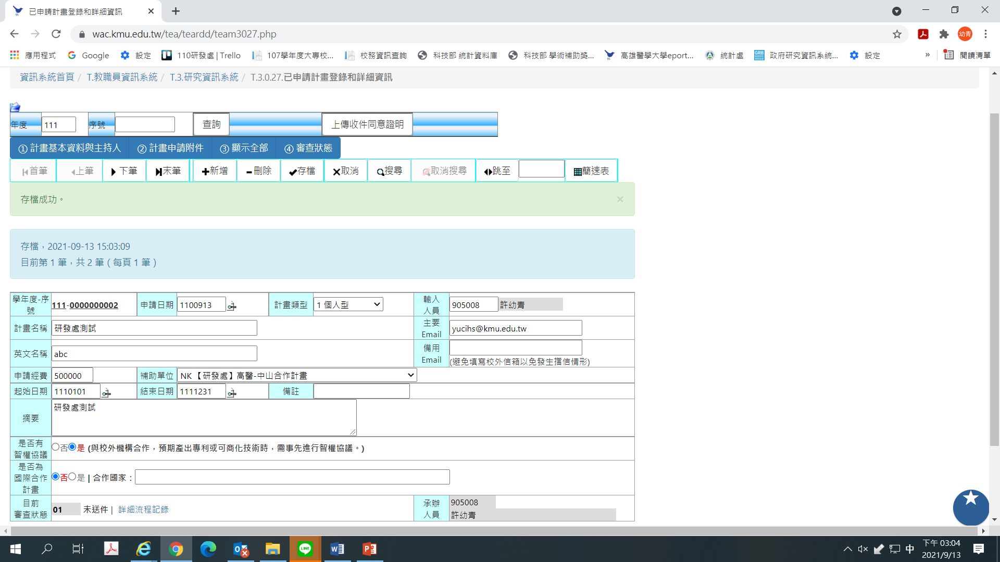 已申請計畫登錄和詳細資訊
wac.kmu.edu.tw/tea/teardd/team3027.php
幼青
應用程式 Google 設定 110研發處 | Trello 107學年度大專校... 校務資訊查詢 科技部 統計資料庫 科技部 學術補助獎... 高雄醫學大學eport... 統計處 政府研究資訊系統... 設定 » 閱讀清單
資訊系統首頁 / T.教職員資訊系統 / T.3.研究資訊系統 / T.3.0.27.已申請計畫登錄和詳細資訊
年度 111 序號 查詢 上傳收件同意證明
① 計畫基本資料與主持人 ② 計畫申請附件 ③ 顯示全部 ④ 審查狀態
首筆 上筆 下筆 末筆 新增 刪除 存檔 取消 搜尋 取消搜尋 跳至 簡速表
存檔成功。 ×
存檔，2021-09-13 15:03:09
目前第 1 筆，共 2 筆 ( 每頁 1 筆 )
學年度-序號 111-0000000002 申請日期 1100913 計畫類型 1 個人型 輸入人員 905008 許幼青
計畫名稱 研發處測試 主要 Email yucihs@kmu.edu.tw
英文名稱 abc 備用 Email
(避免填寫校外信箱以免發生擋信情形)
申請經費 500000 補助單位 NK 【研發處】高醫-中山合作計畫
起始日期 1110101 結束日期 1111231 備註
摘要 研發處測試
是否有智權協議 否 是 (與校外機構合作，預期產出專利或可商化技術時，需事先進行智權協議。)
是否為國際合作計畫 否 是 | 合作國家：
目前審查狀態 01 未送件 | 詳細流程記錄 承辦人員 905008 許幼青
中
下午 03:04
2021/9/13